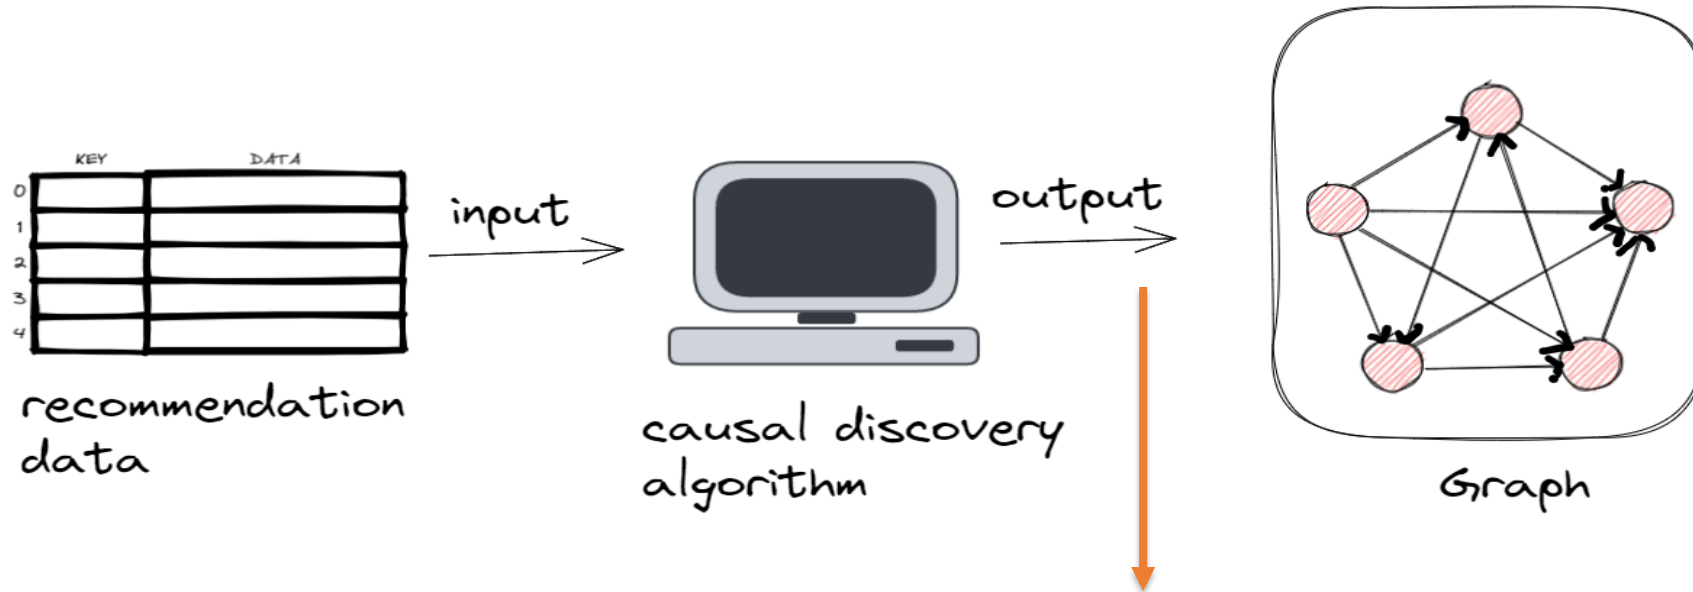 KEY DATA
0
1
2
3
4
input
output
recommendation
data
causal discovery
algorithm
Graph